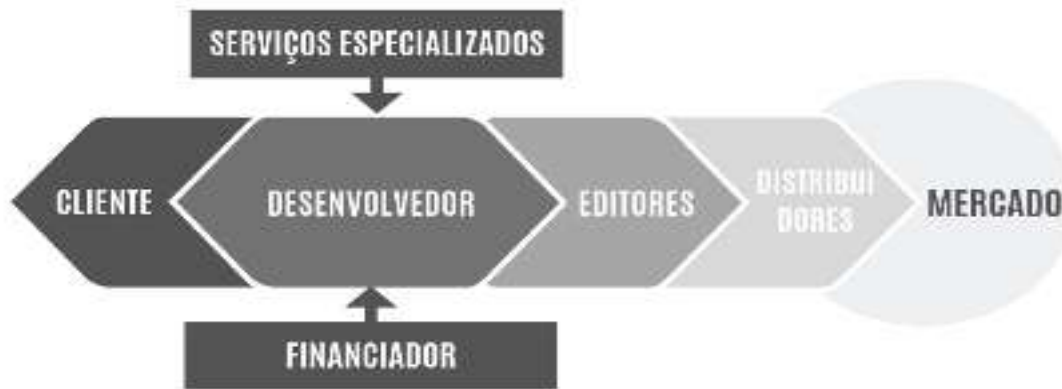 SERVIÇOS ESPECIALIZADOS
CLIENTE
DESENVOLVEDOR
EDITORES
DISTRIBUI
DORES
MERCADO
FINANCIADOR